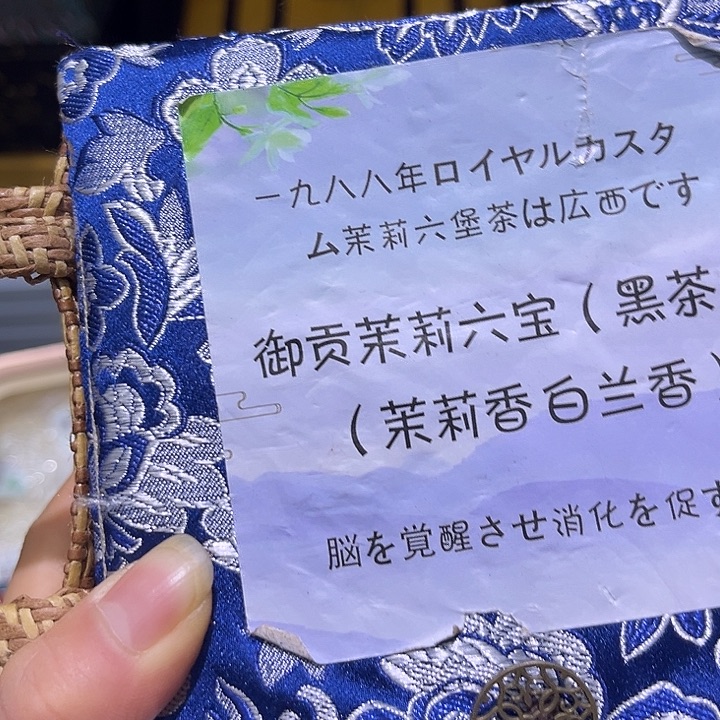 一九八八年ロイヤルカスタ
ム茉莉六堡茶は広西です
御贡茉莉六宝（黑茶
（茉莉香白兰香）
脳を覚醒させ消化を促す